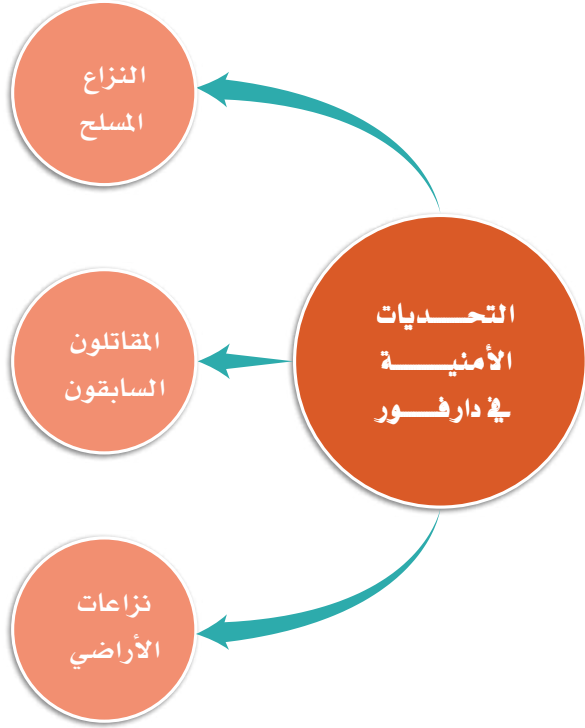 التحديات
الأمنية
في دارفور
النزاع
المسلح
المقاتلون
السابقون
نزاعات
الأراضي